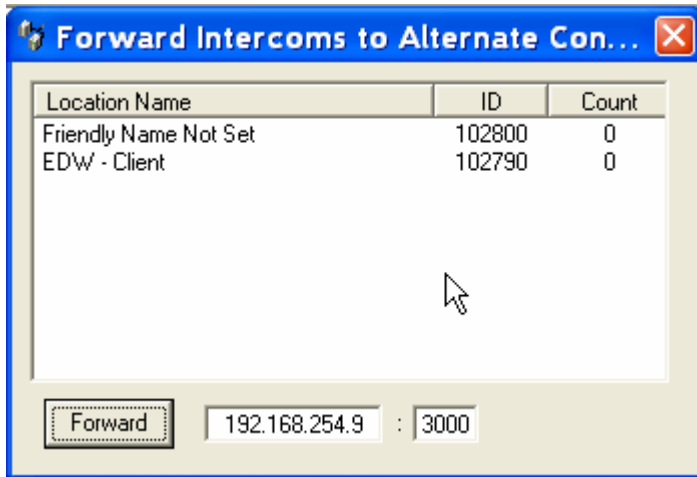 Forward Intercoms to Alternate Con...
Location Name ID Count
Friendly Name Not Set 102800 0
EDW - Client 102790 0
Forward 192.168.254.9 : 3000